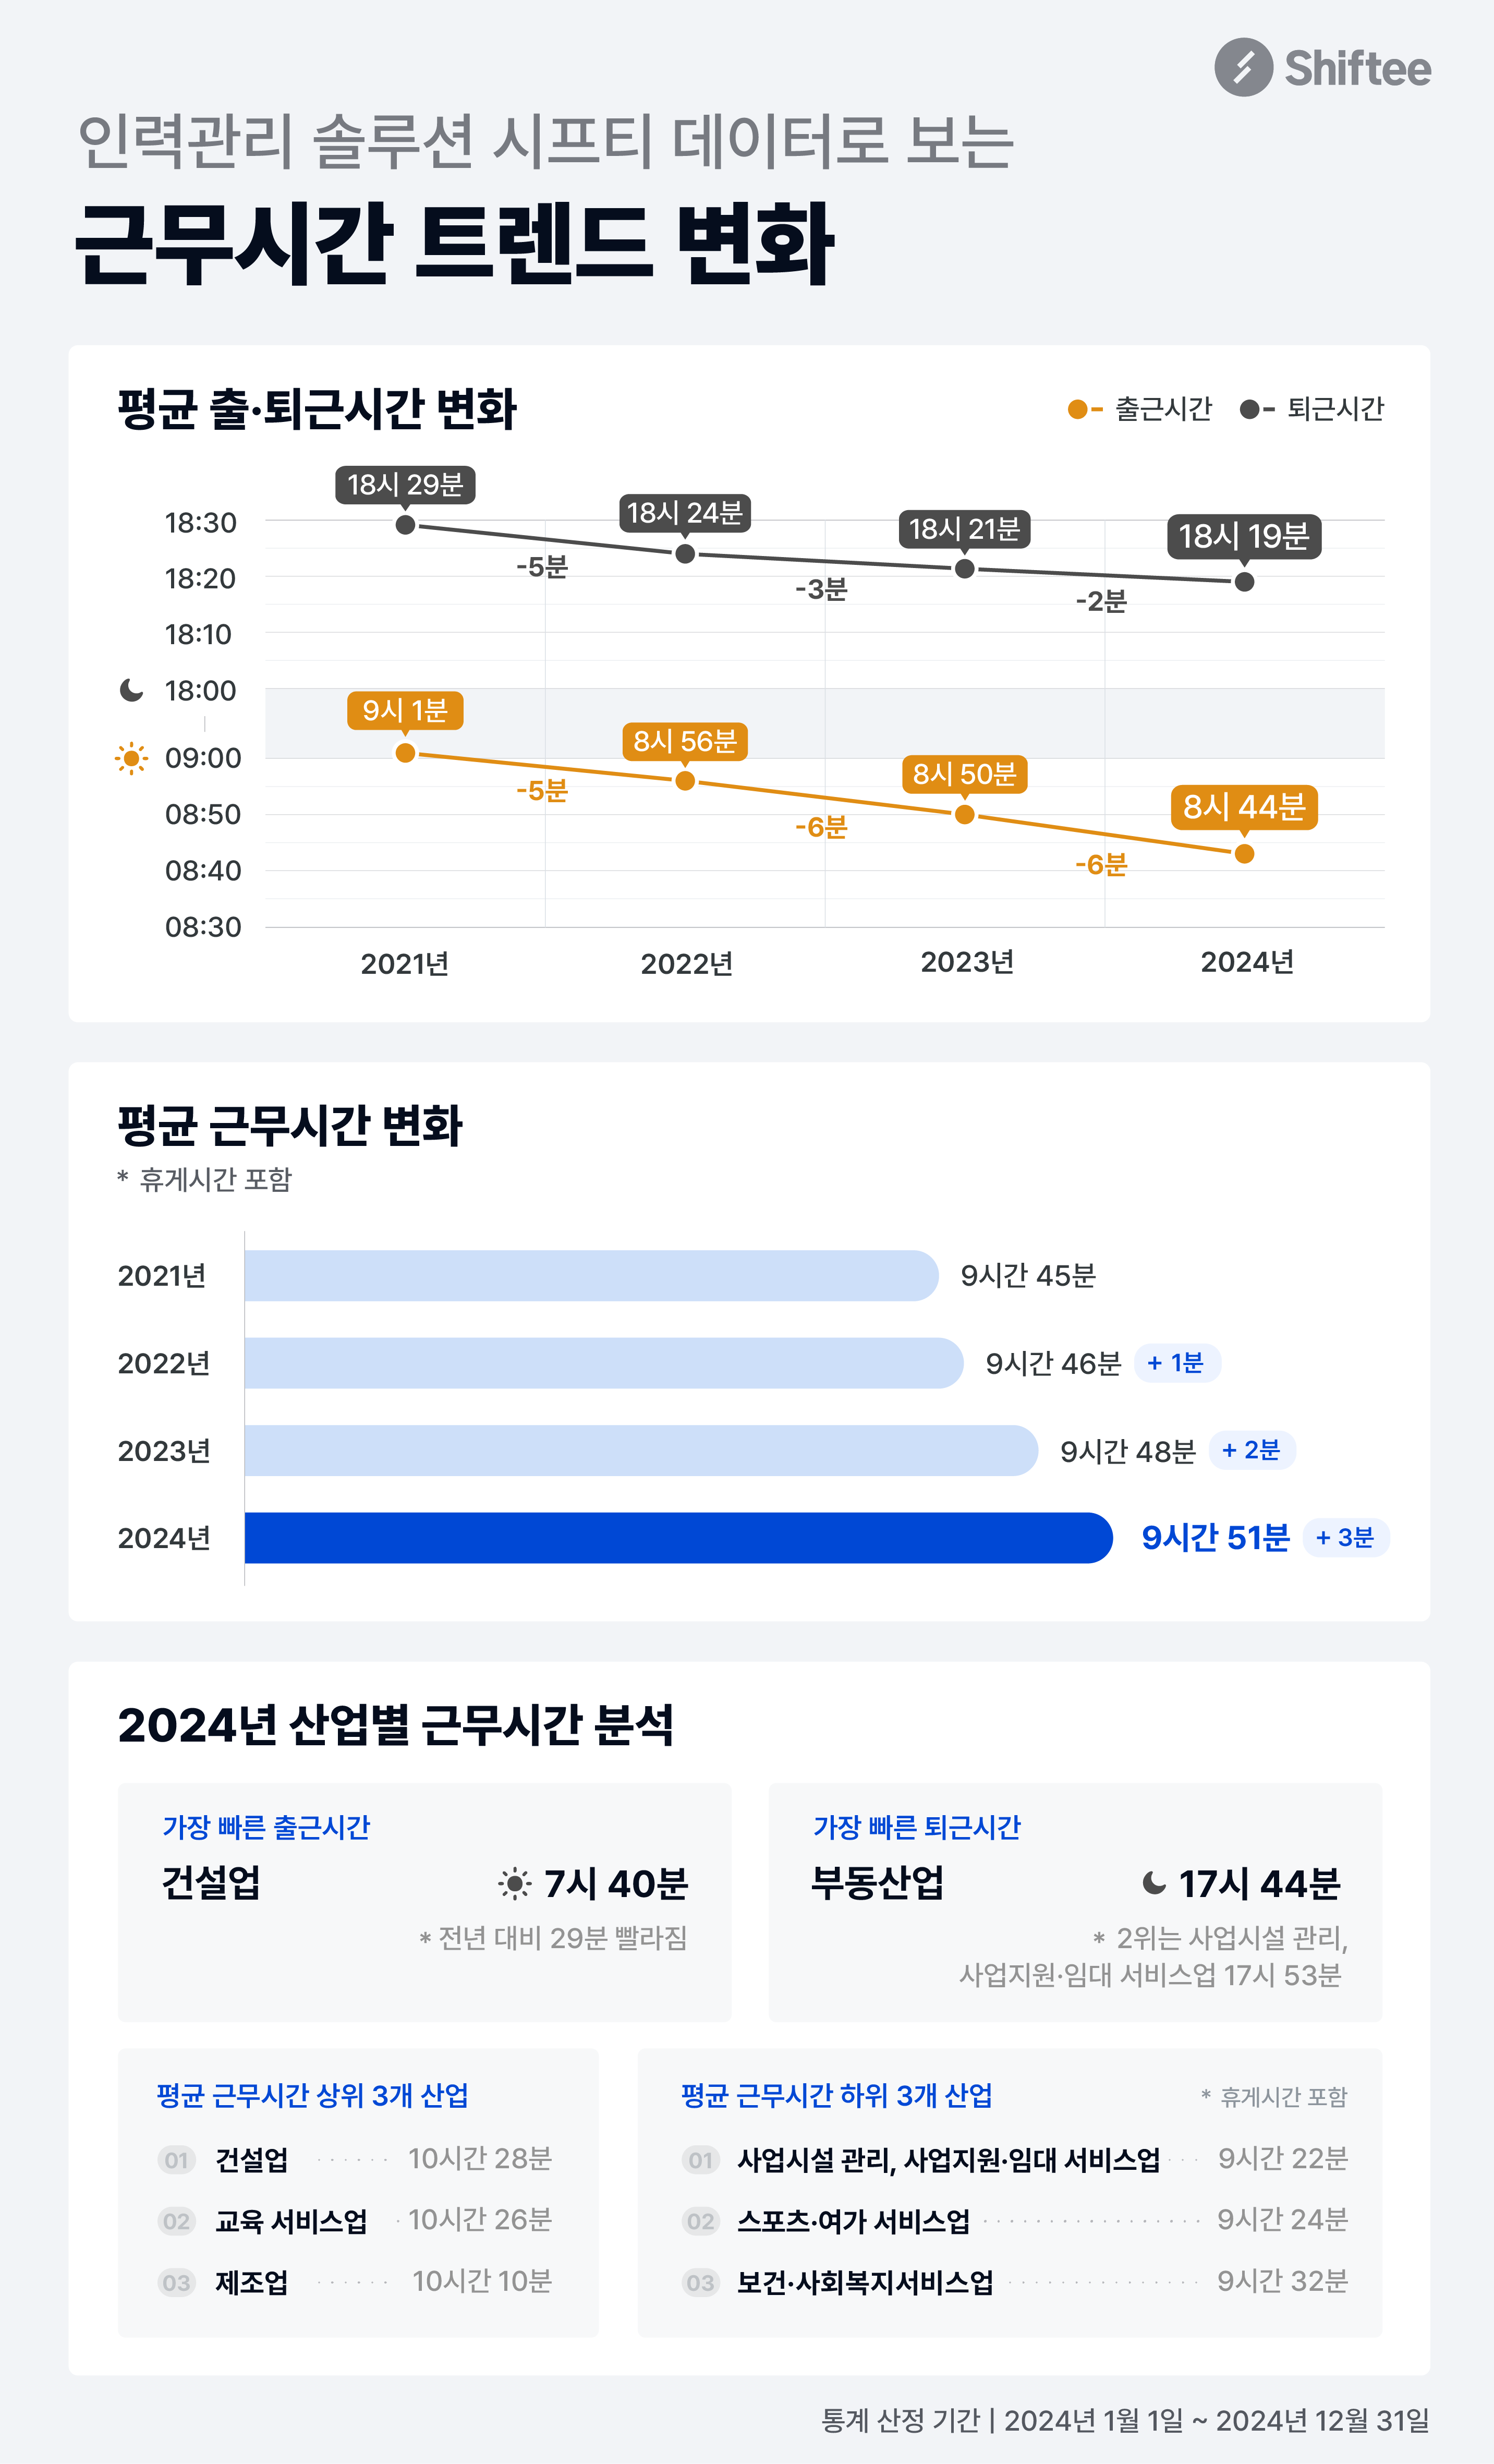 Shiftee
인력관리 솔루션 시프티 데이터로 보는
근무시간 트렌드 변화
평균 출·퇴근시간 변화
출근시간 퇴근시간
18:30
18:20
18:10
18:00
09:00
08:50
08:40
08:30
18시 29분
18시 24분
18시 21분
18시 19분
-5분
-3분
-2분
9시 1분
8시 56분
8시 50분
8시 44분
-5분
-6분
-6분
2021년 2022년 2023년 2024년
평균 근무시간 변화
* 휴게시간 포함
2021년 9시간 45분
2022년 9시간 46분 + 1분
2023년 9시간 48분 + 2분
2024년 9시간 51분 + 3분
2024년 산업별 근무시간 분석
가장 빠른 출근시간
건설업 7시 40분
* 전년 대비 29분 빨라짐
가장 빠른 퇴근시간
부동산업 17시 44분
* 2위는 사업시설 관리,
사업지원·임대 서비스업 17시 53분
평균 근무시간 상위 3개 산업
01 건설업 · · · · · · 10시간 28분
02 교육 서비스업 · 10시간 26분
03 제조업 · · · · · · 10시간 10분
평균 근무시간 하위 3개 산업 * 휴게시간 포함
01 사업시설 관리, 사업지원·임대 서비스업 · · · 9시간 22분
02 스포츠·여가 서비스업 · · · · · · · · · · · · · · · · · 9시간 24분
03 보건·사회복지서비스업 · · · · · · · · · · · · · · · 9시간 32분
통계 산정 기간 | 2024년 1월 1일 ~ 2024년 12월 31일